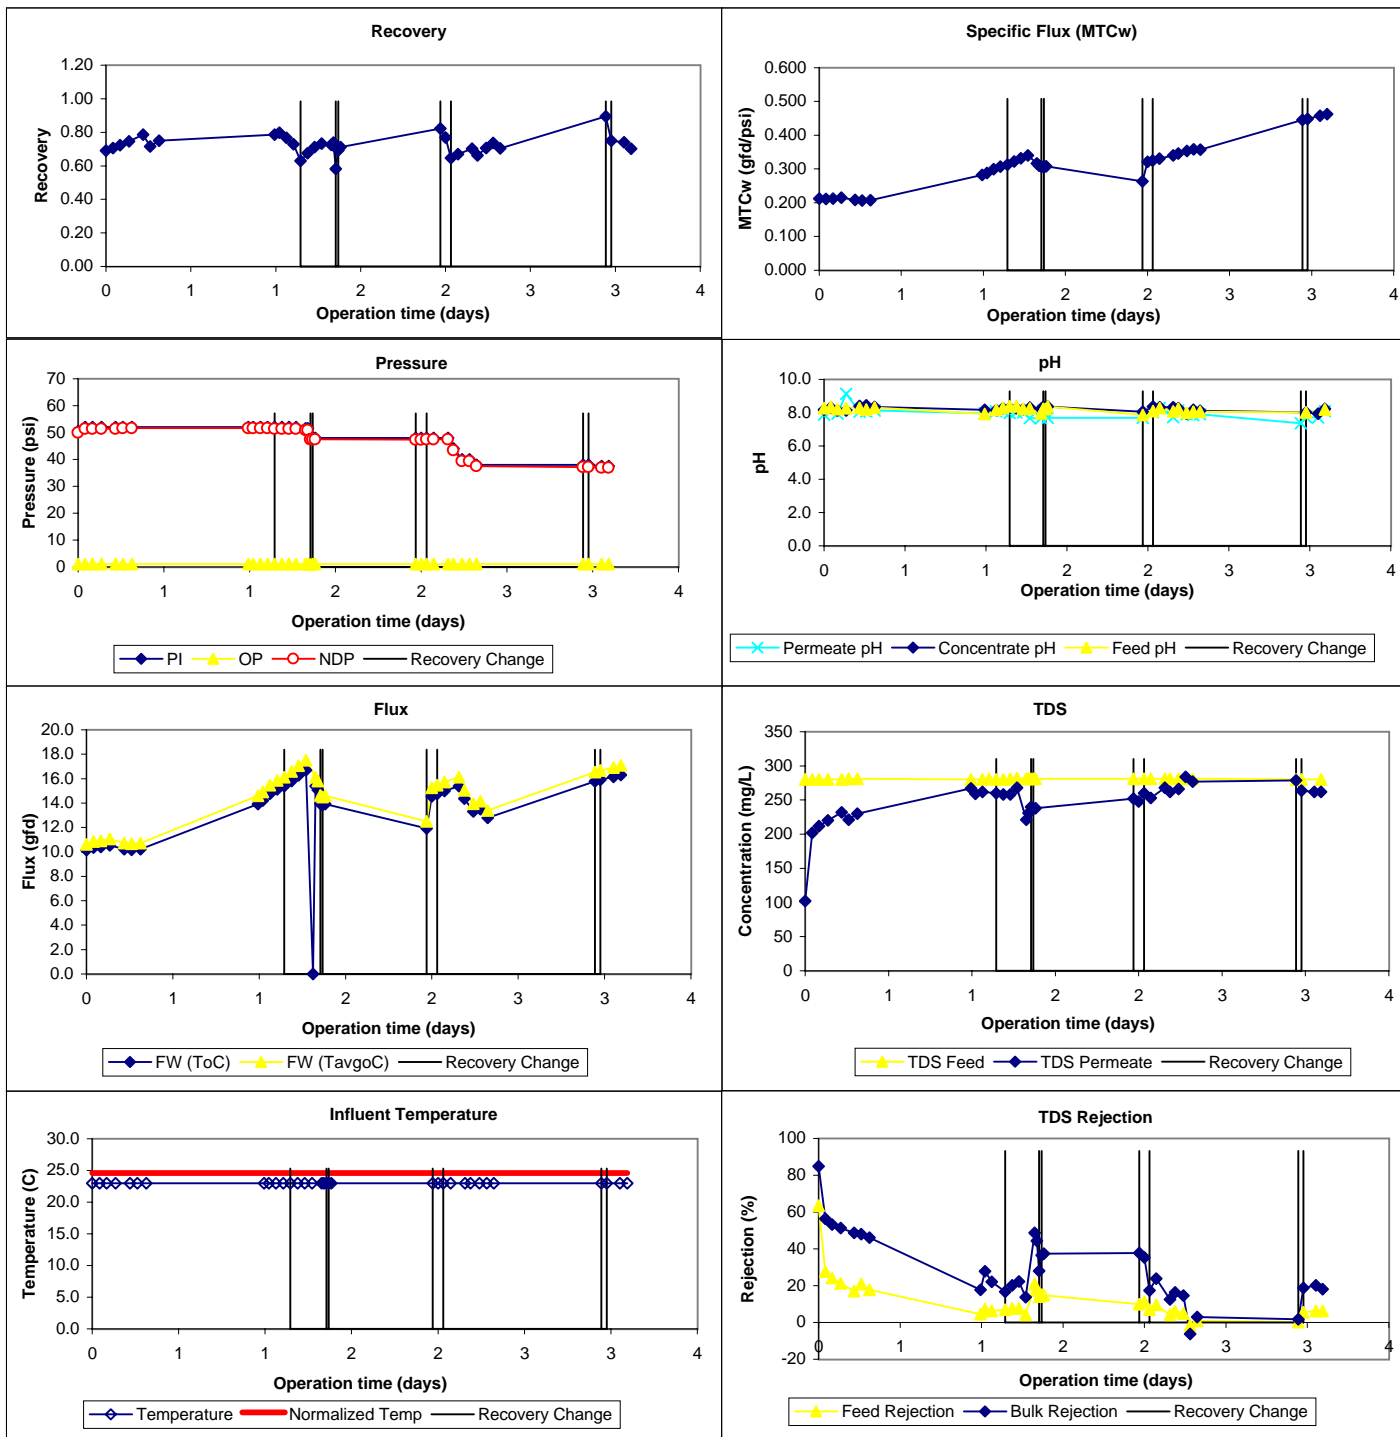 Recovery
1.20
1.00
0.80
0.60
0.40
0.20
0.00
Recovery
0 1 1 2 2 3 3 4
Operation time (days)
Specific Flux (MTCw)
0.600
0.500
0.400
0.300
0.200
0.100
0.000
MTCw (gfd/psi)
0 1 1 2 2 3 3 4
Operation time (days)
Pressure
70
60
50
40
30
20
10
0
Pressure (psi)
0 1 1 2 2 3 3 4
Operation time (days)
PI OP NDP Recovery Change
pH
10.0
8.0
6.0
4.0
2.0
0.0
pH
0 1 1 2 2 3 3 4
Operation time (days)
Permeate pH Concentrate pH Feed pH Recovery Change
Flux
20.0
18.0
16.0
14.0
12.0
10.0
8.0
6.0
4.0
2.0
0.0
Flux (gfd)
0 1 1 2 2 3 3 4
Operation time (days)
FW (ToC) FW (TavgoC) Recovery Change
TDS
350
300
250
200
150
100
50
0
Concentration (mg/L)
0 1 1 2 2 3 3 4
Operation time (days)
TDS Feed TDS Permeate Recovery Change
Influent Temperature
30.0
25.0
20.0
15.0
10.0
5.0
0.0
Temperature (C)
0 1 1 2 2 3 3 4
Operation time (days)
Temperature Normalized Temp Recovery Change
TDS Rejection
100
80
60
40
20
0
-20
Rejection (%)
0 1 1 2 2 3 3 4
Operation time (days)
Feed Rejection Bulk Rejection Recovery Change